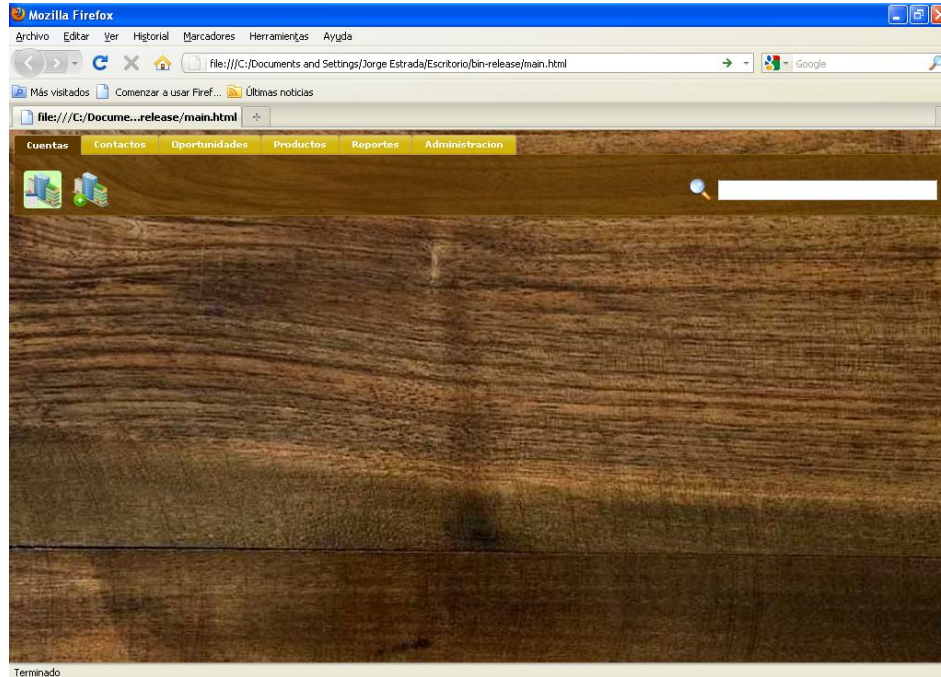 Mozilla Firefox
Archivo Editar Ver Historial Marcadores Herramientas Ayuda
file:///C:/Documents and Settings/Jorge Estrada/Escritorio/bin-release/main.html Google
Más visitados Comenzar a usar Firef... Últimas noticias
file:///C:/Docume...release/main.html
Cuentas Contactos Oportunidades Productos Reportes Administracion
Terminado